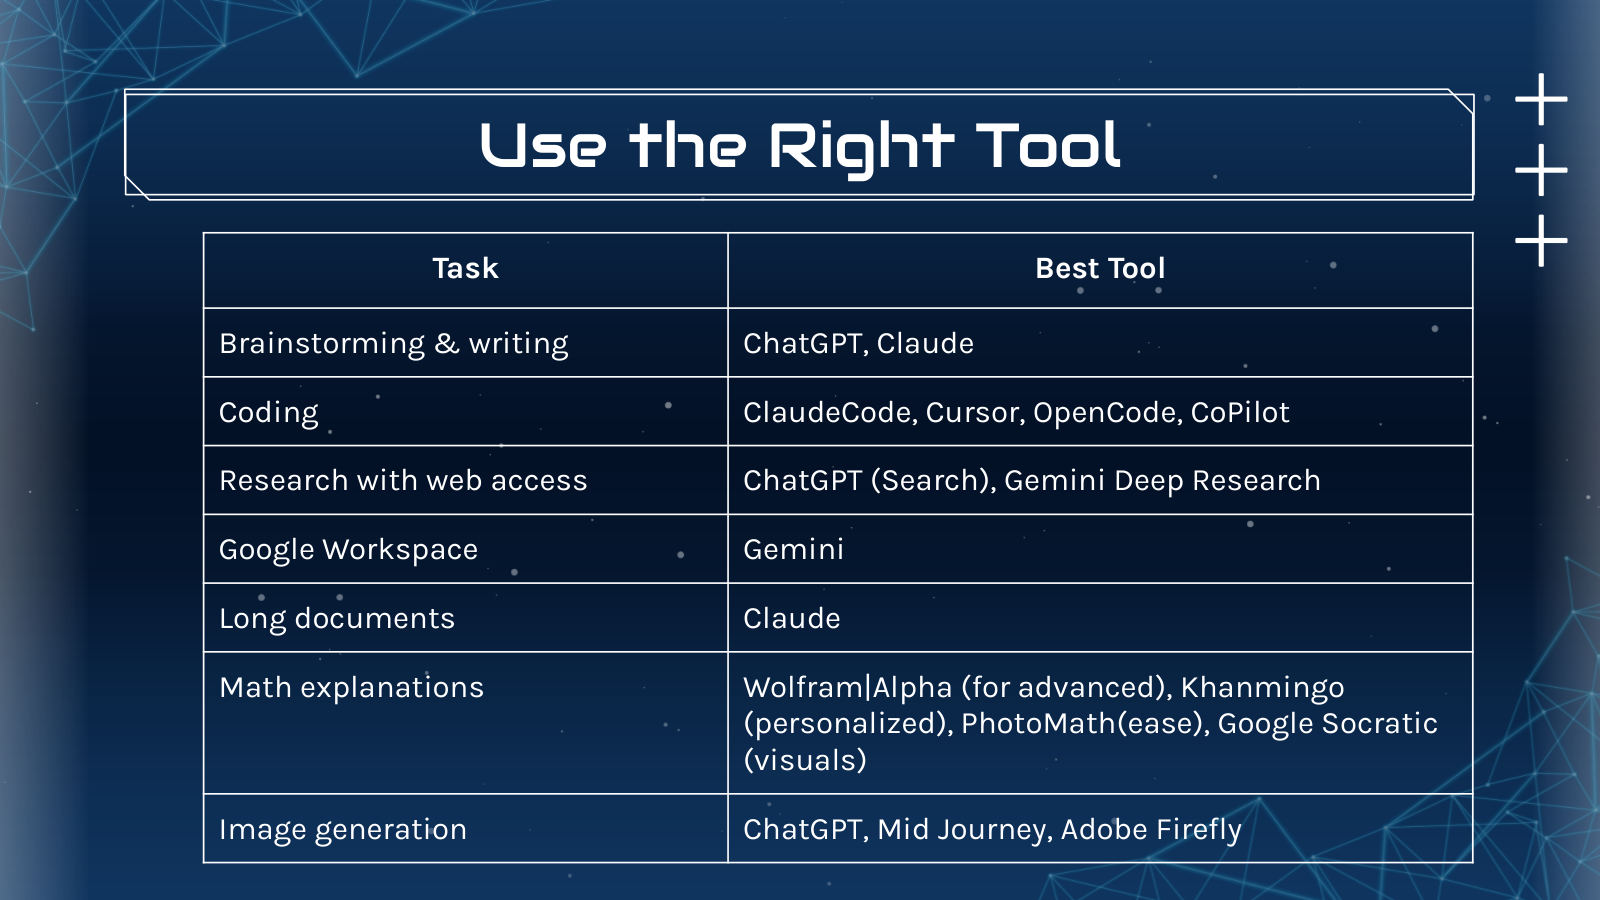 Use the Right Tool
Task
Best Tool
Brainstorming & writing
ChatGPT, Claude
Coding
ClaudeCode, Cursor, OpenCode, CoPilot
Research with web access
ChatGPT (Search), Gemini Deep Research
Google Workspace
Gemini
Long documents
Claude
Math explanations
Wolfram|Alpha (for advanced), Khanmingo
(personalized), PhotoMath(ease), Google Socratic
(visuals)
Image generation
ChatGPT, Mid Journey, Adobe Firefly